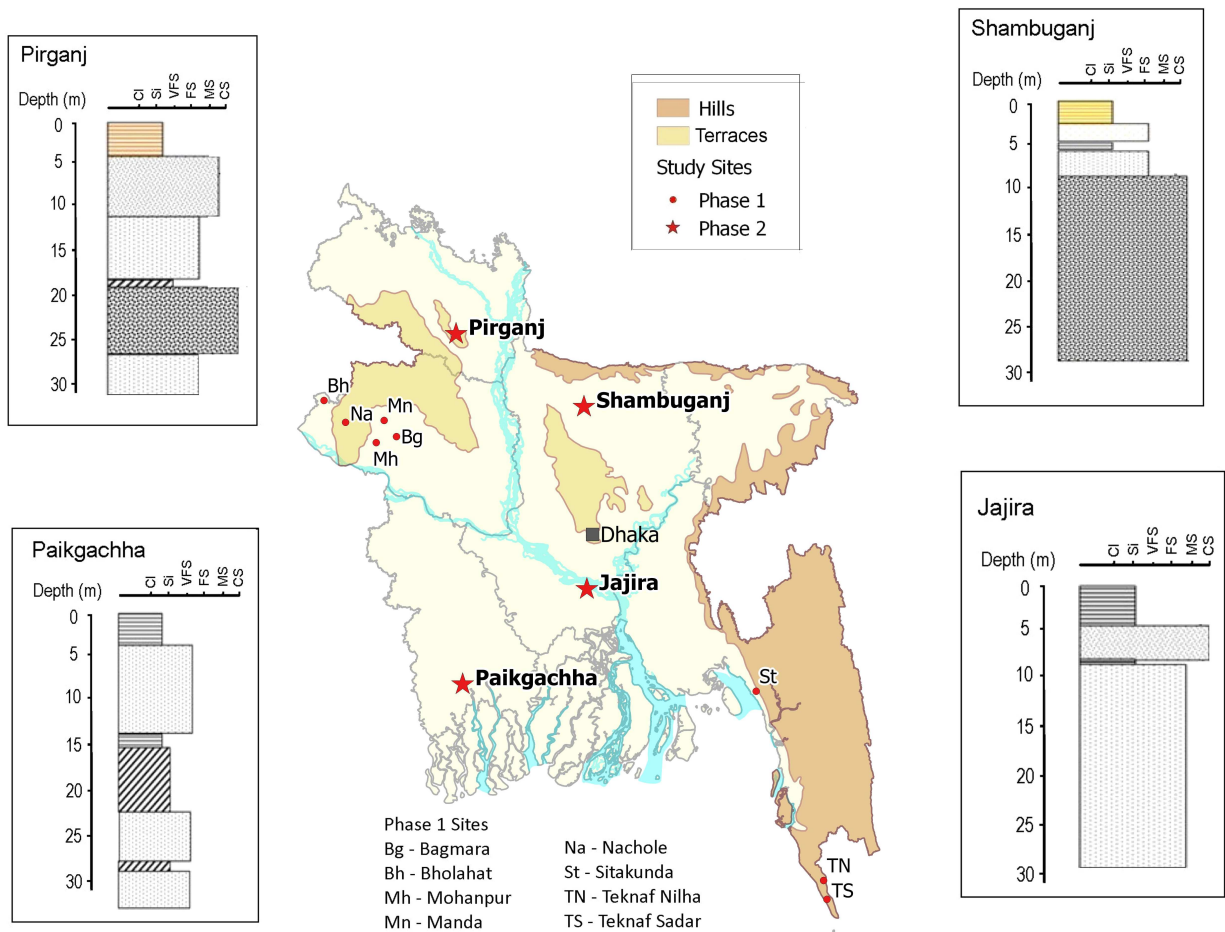 Pirganj
Depth (m)
Cl
Si
VFS
FS
MS
CS
0
5
10
15
20
25
30
Shambuganj
Depth (m)
Cl
Si
VFS
FS
MS
CS
0
5
10
15
20
25
30
Hills
Terraces
Study Sites
Phase 1
Phase 2
Pirganj
Bh
Na
Mn
Bg
Mh
Shambuganj
Dhaka
Jajira
Paikgachha
St
TN
TS
Paikgachha
Depth (m)
Cl
Si
VFS
FS
MS
CS
0
5
10
15
20
25
30
Jajira
Depth (m)
Cl
Si
VFS
FS
MS
CS
0
5
10
15
20
25
30
Phase 1 Sites
Bg - Bagmara
Bh - Bholahat
Mh - Mohanpur
Mn - Manda
Na - Nachole
St - Sitakunda
TN - Teknaf Nilha
TS - Teknaf Sadar